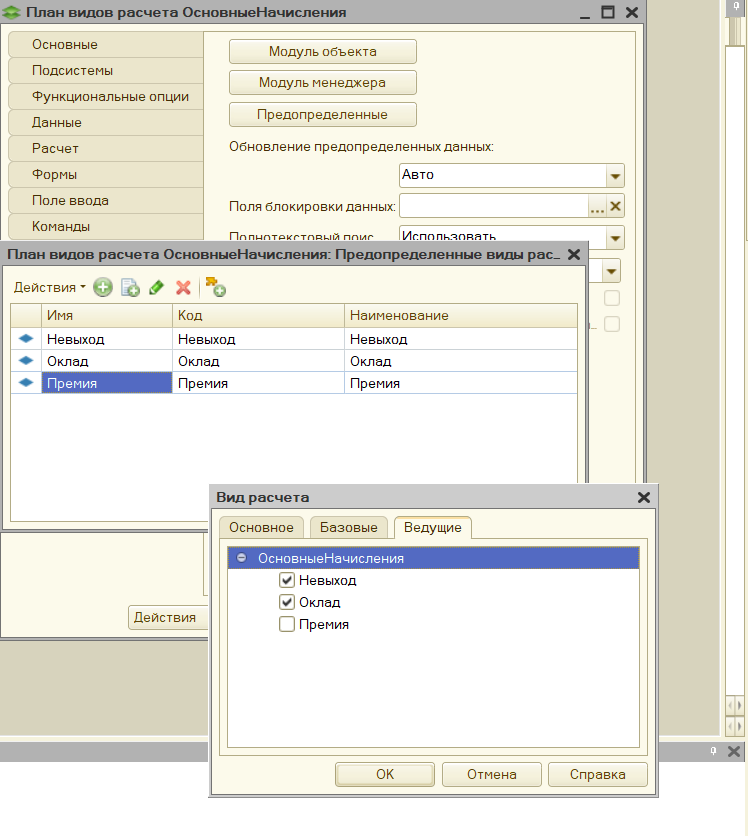 План видов расчета ОсновныеНачисления
Основные
Подсистемы
Функциональные опции
Данные
Расчет
Формы
Поле ввода
Команды
Модуль объекта
Модуль менеджера
Предопределенные
Обновление предопределенных данных:
Авто
Поля блокировки данных:
...
Полнотекстовый поис
Использовать
План видов расчета ОсновныеНачисления: Предопределенные виды рас...
Действия
Имя Код Наименование
Невыход Невыход Невыход
Оклад Оклад Оклад
Премия Премия Премия
Действия
Вид расчета
Основное Базовые Ведущие
ОсновныеНачисления
Невыход
Оклад
Премия
OK Отмена Справка